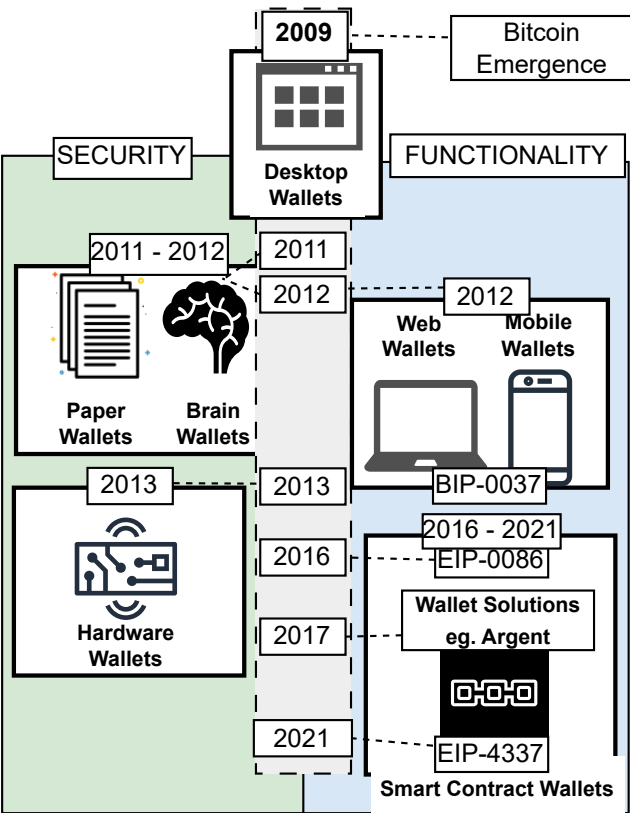 2009
Bitcoin
Emergence
Desktop
Wallets
SECURITY
FUNCTIONALITY
2011 - 2012
2011
2012
2012
Paper
Wallets
Brain
Wallets
Web
Wallets
Mobile
Wallets
BIP-0037
2013
2013
Hardware
Wallets
2016
2016 - 2021
EIP-0086
2017
Wallet Solutions
eg. Argent
2021
EIP-4337
Smart Contract Wallets